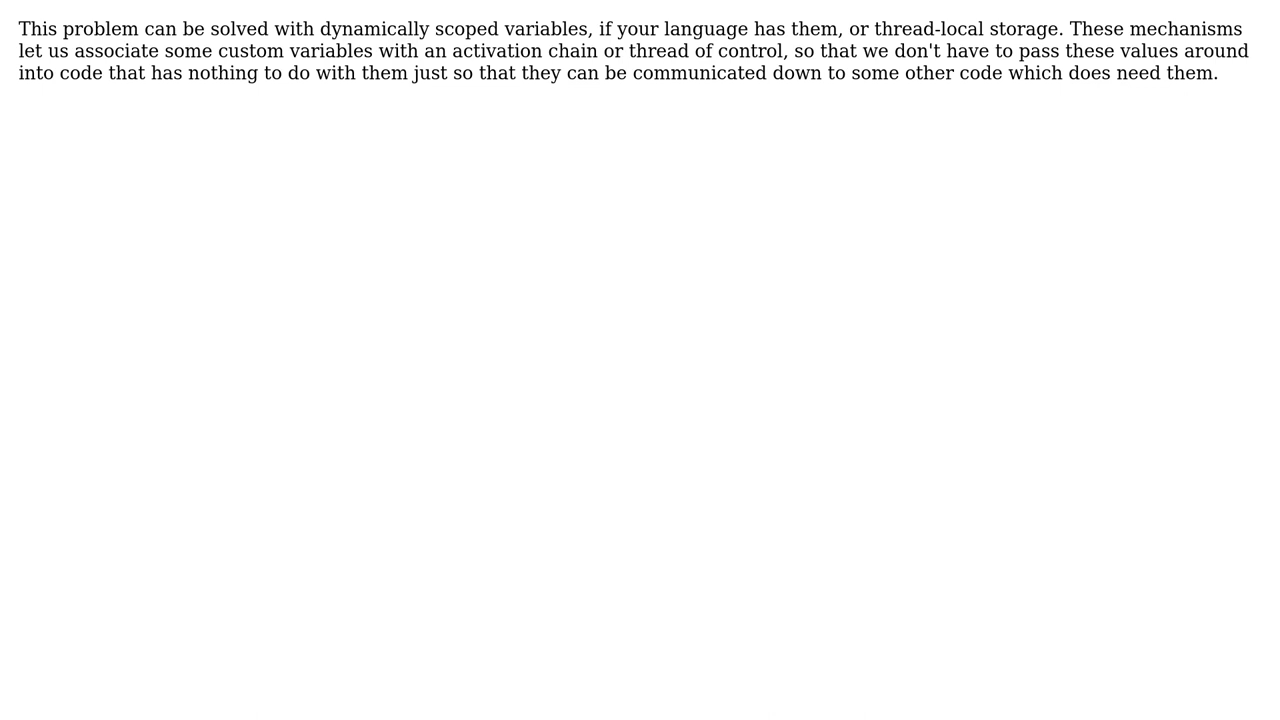 This problem can be solved with dynamically scoped variables, if your language has them, or thread-local storage. These mechanisms
let us associate some custom variables with an activation chain or thread of control, so that we don't have to pass these values around
into code that has nothing to do with them just so that they can be communicated down to some other code which does need them.